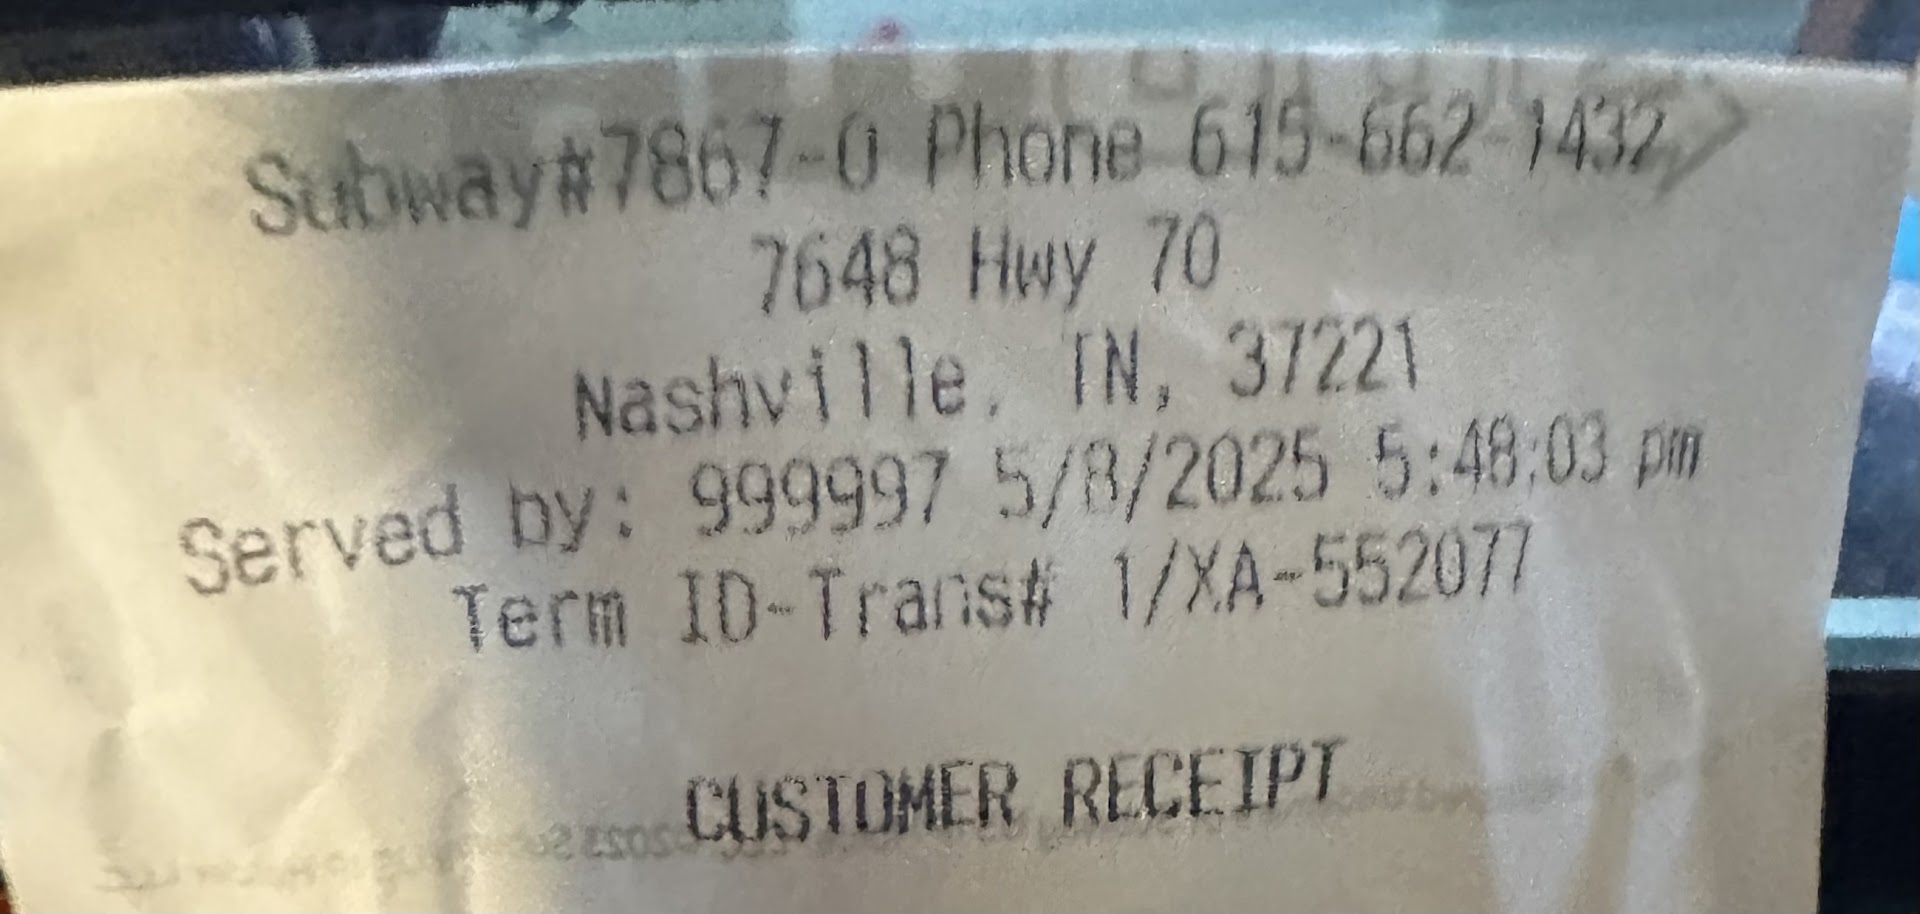 Subway#7867-0 Phone 615-662-1432
7648 Hwy 70
Nashville, TN, 37221
Served by: 999997 5/8/2025 5:48:03 pm
Term ID-Trans# 1/XA-552077
CUSTOMER RECEIPT